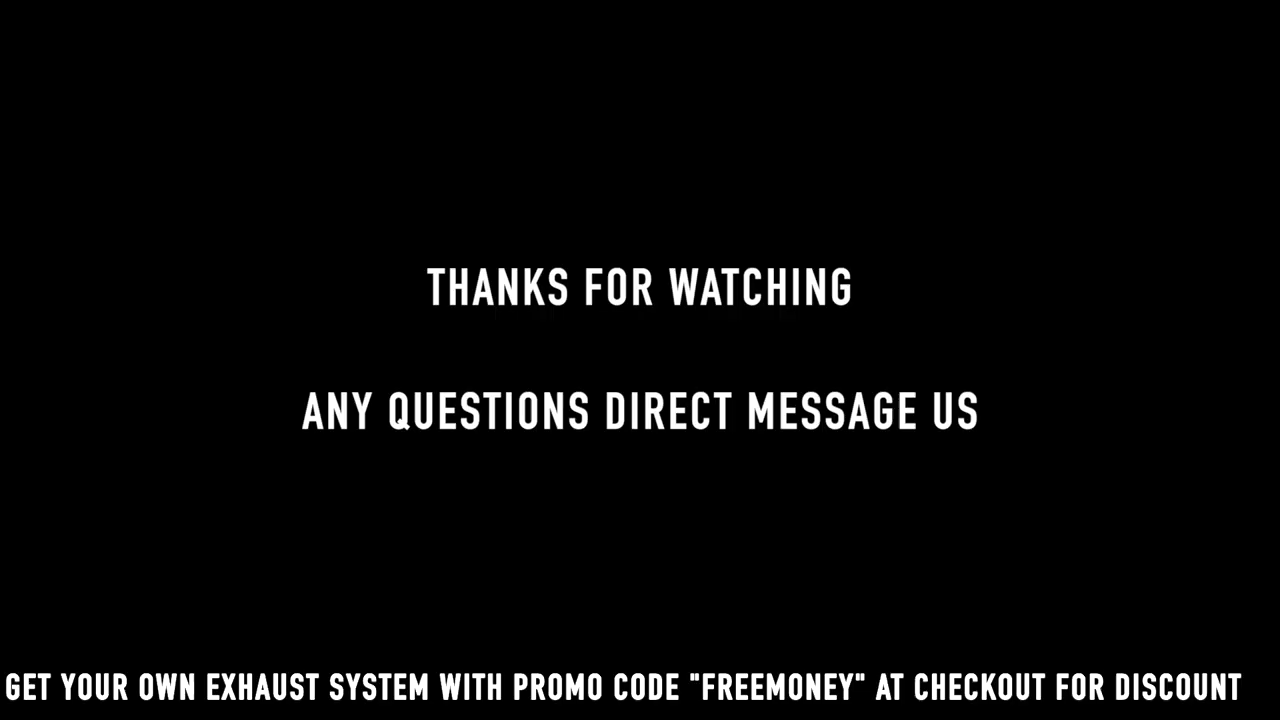 THANKS FOR WATCHING
ANY QUESTIONS DIRECT MESSAGE US
GET YOUR OWN EXHAUST SYSTEM WITH PROMO CODE "FREEMONEY" AT CHECKOUT FOR DISCOUNT